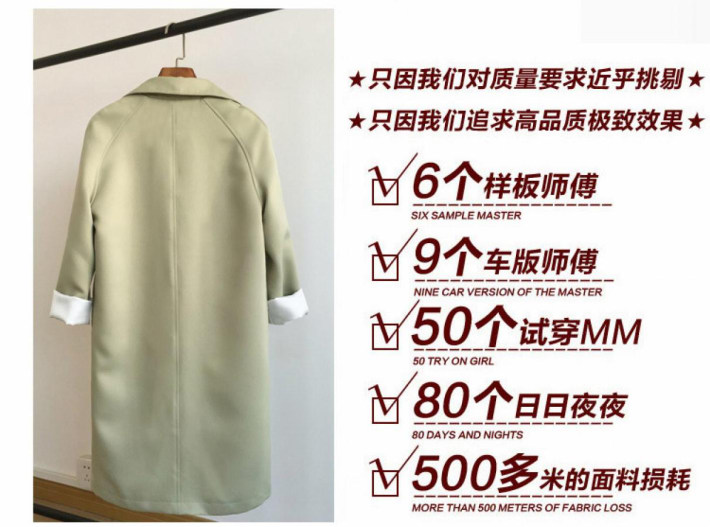 ★只因我们对质量要求近乎挑剔★
★只因我们追求高品质极致效果★
6个样板师傅
SIX SAMPLE MASTER
9个车版师傅
NINE CAR VERSION OF THE MASTER
50个试穿MM
50 TRY ON GIRL
80个日日夜夜
80 DAYS AND NIGHTS
500多米的面料损耗
MORE THAN 500 METERS OF FABRIC LOSS